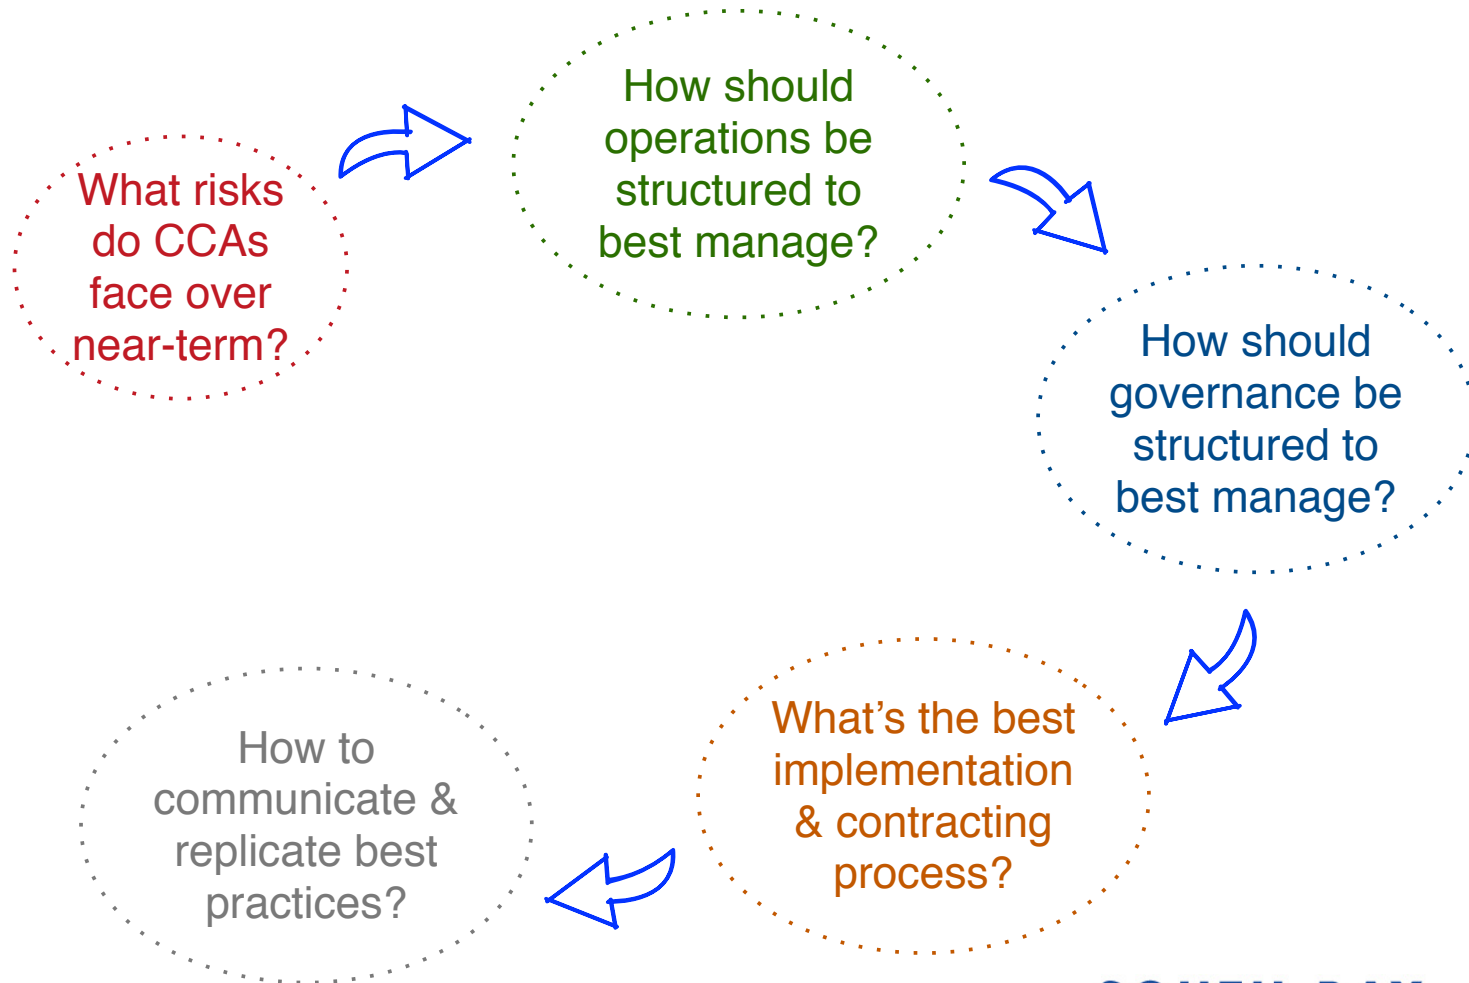 What risks
do CCAs
face over
near-term?
How should
operations be
structured to
best manage?
How should
governance be
structured to
best manage?
What’s the best
implementation
& contracting
process?
How to
communicate &
replicate best
practices?